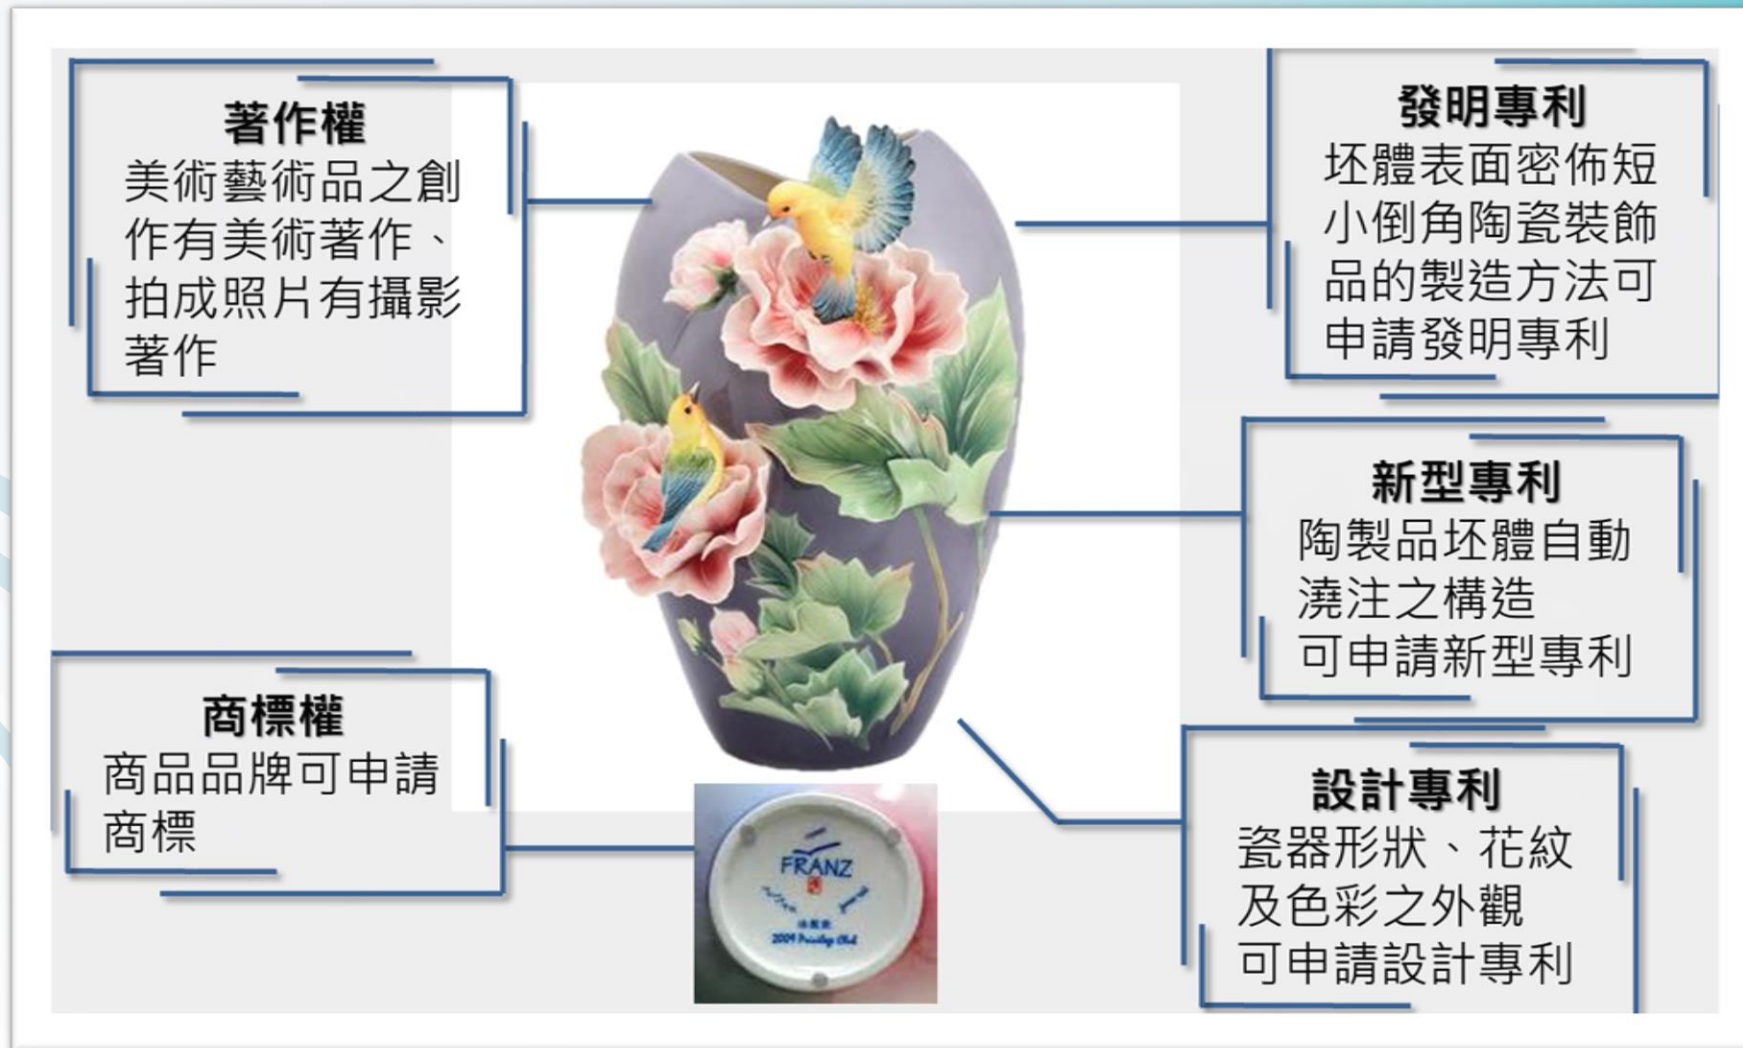 著作權
美術藝術品之創
作有美術著作、
拍成照片有攝影
著作
發明專利
坯體表面密佈短
小倒角陶瓷裝飾
品的製造方法可
申請發明專利
新型專利
陶製品坯體自動
澆注之構造
可申請新型專利
商標權
商品品牌可申請
商標
設計專利
瓷器形狀、花紋
及色彩之外觀
可申請設計專利
FRANZ